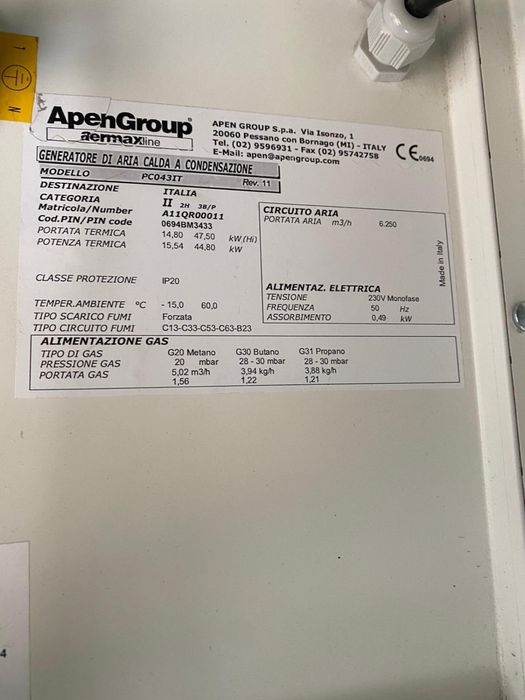 N
ApenGroup
aermaxline
APEN GROUP S.p.a. Via Isonzo, 1
20060 Pessano con Bornago (MI) - ITALY
Tel. (02) 9596931 - Fax (02) 95742758
E-Mail: apen@apengroup.com
CE 0694
GENERATORE DI ARIA CALDA A CONDENSAZIONE
MODELLO PC043IT Rev. 11
DESTINAZIONE ITALIA
CATEGORIA II 2H 3B/P
Matricola/Number A11QR00011
Cod.PIN/PIN code 0694BM3433
PORTATA TERMICA 14,80 47,50 kW(Hi)
POTENZA TERMICA 15,54 44,80 kW
CLASSE PROTEZIONE IP20
TEMPER.AMBIENTE °C - 15,0 60,0
TIPO SCARICO FUMI Forzata
TIPO CIRCUITO FUMI C13-C33-C53-C63-B23
CIRCUITO ARIA
PORTATA ARIA m3/h 6.250
ALIMENTAZ. ELETTRICA
TENSIONE 230V Monofase
FREQUENZA 50 Hz
ASSORBIMENTO 0,49 kW
Made in Italy
ALIMENTAZIONE GAS
TIPO DI GAS G20 Metano G30 Butano G31 Propano
PRESSIONE GAS 20 mbar 28 - 30 mbar 28 - 30 mbar
PORTATA GAS 5,02 m3/h 3,94 kg/h 3,88 kg/h
1,56 1,22 1,21
4